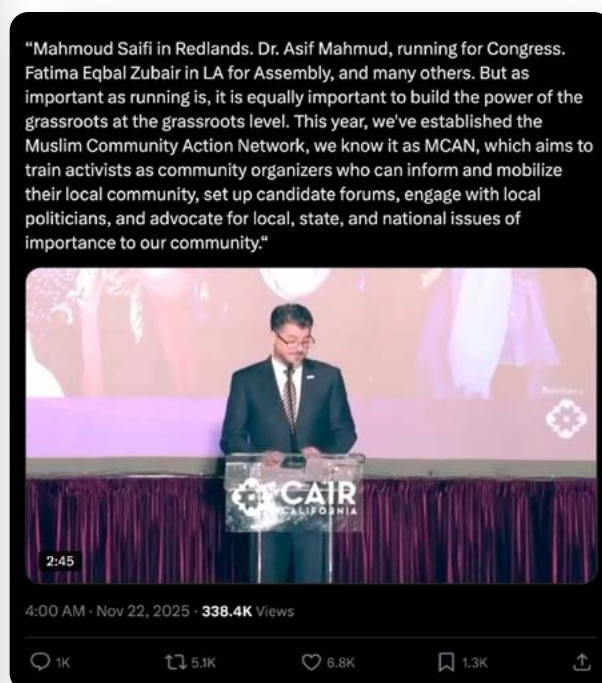 “Mahmoud Saifi in Redlands. Dr. Asif Mahmud, running for Congress.
Fatima Eqbal Zubair in LA for Assembly, and many others. But as
important as running is, it is equally important to build the power of the
grassroots at the grassroots level. This year, we've established the
Muslim Community Action Network, we know it as MCAN, which aims to
train activists as community organizers who can inform and mobilize
their local community, set up candidate forums, engage with local
politicians, and advocate for local, state, and national issues of
importance to our community.“
CAIR
CALIFORNIA
2:45
4:00 AM · Nov 22, 2025 · 338.4K Views
1K 5.1K 6.8K 1.3K